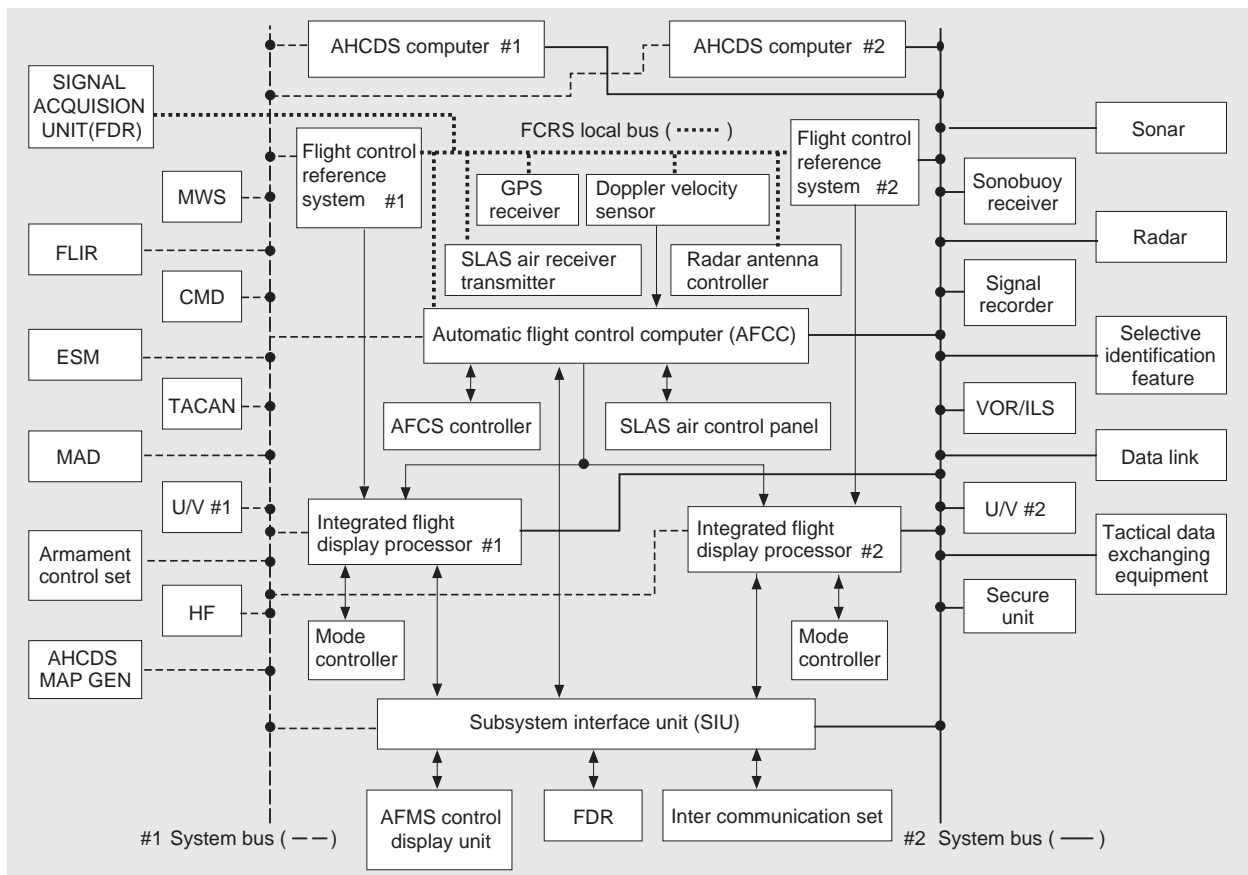 AHCDS computer #1
AHCDS computer #2
SIGNAL
ACQUISION
UNIT(FDR)
FCRS local bus ( ······ )
Sonar
Flight control
reference
system #1
Flight control
reference
system #2
MWS
GPS
receiver
Doppler velocity
sensor
Sonobuoy
receiver
FLIR
SLAS air receiver
transmitter
Radar antenna
controller
Radar
CMD
Signal
recorder
Automatic flight control computer (AFCC)
ESM
Selective
identification
feature
TACAN
AFCS controller
SLAS air control panel
VOR/ILS
MAD
Data link
U/V #1
Integrated flight
display processor #1
Integrated flight
display processor #2
U/V #2
Armament
control set
Tactical data
exchanging
equipment
HF
Secure
unit
Mode
controller
Mode
controller
AHCDS
MAP GEN
Subsystem interface unit (SIU)
AFMS control
display unit
FDR
Inter communication set
#1 System bus ( — — )
#2 System bus ( —— )